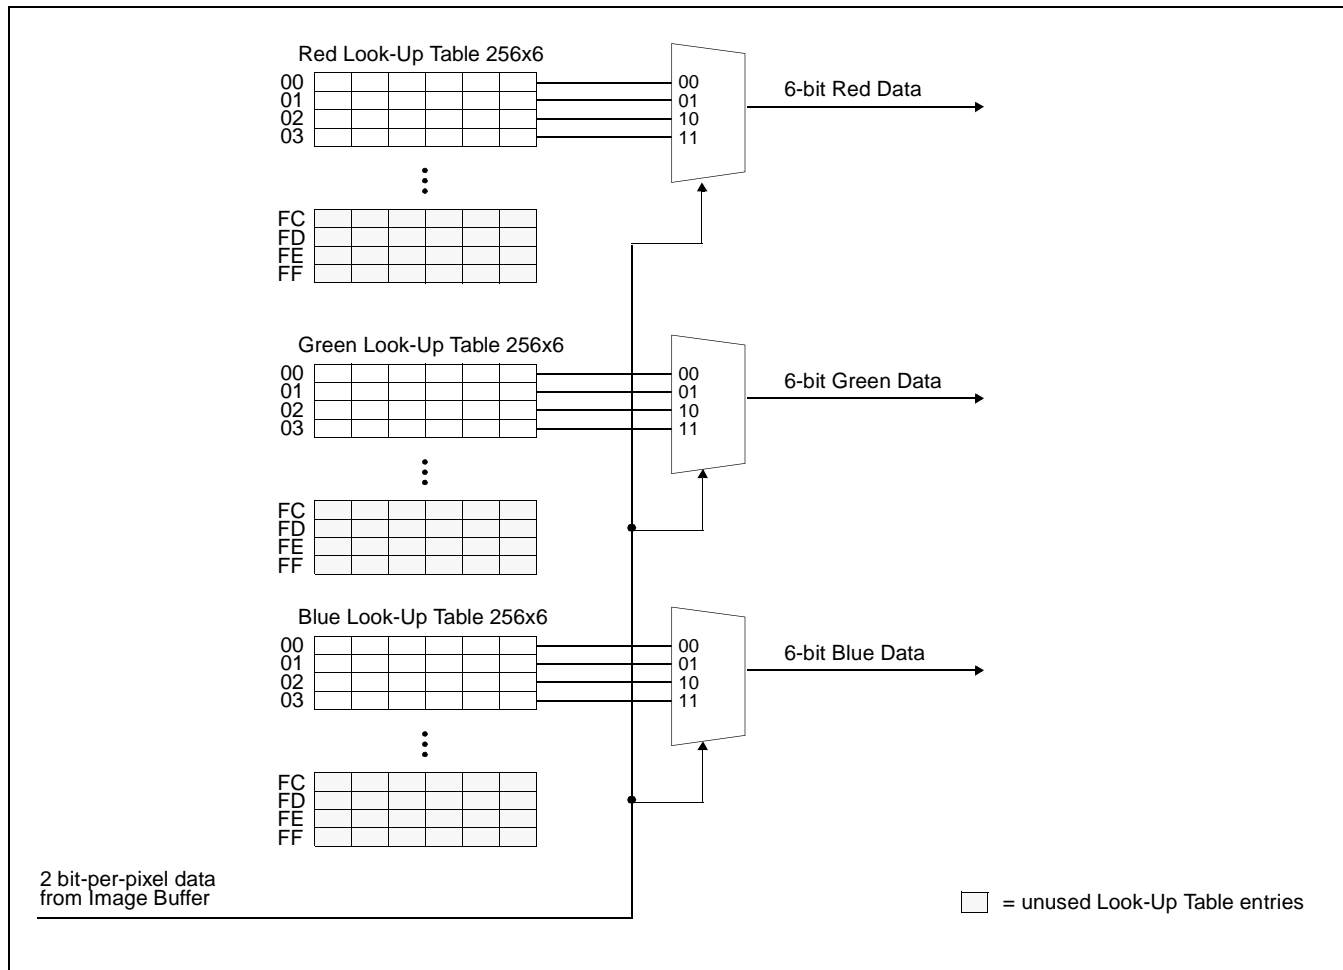 Red Look-Up Table 256x6
00
01
02
03
FC
FD
FE
FF
00
01
10
11
6-bit Red Data
Green Look-Up Table 256x6
00
01
02
03
FC
FD
FE
FF
00
01
10
11
6-bit Green Data
Blue Look-Up Table 256x6
00
01
02
03
FC
FD
FE
FF
00
01
10
11
6-bit Blue Data
2 bit-per-pixel data
from Image Buffer
= unused Look-Up Table entries